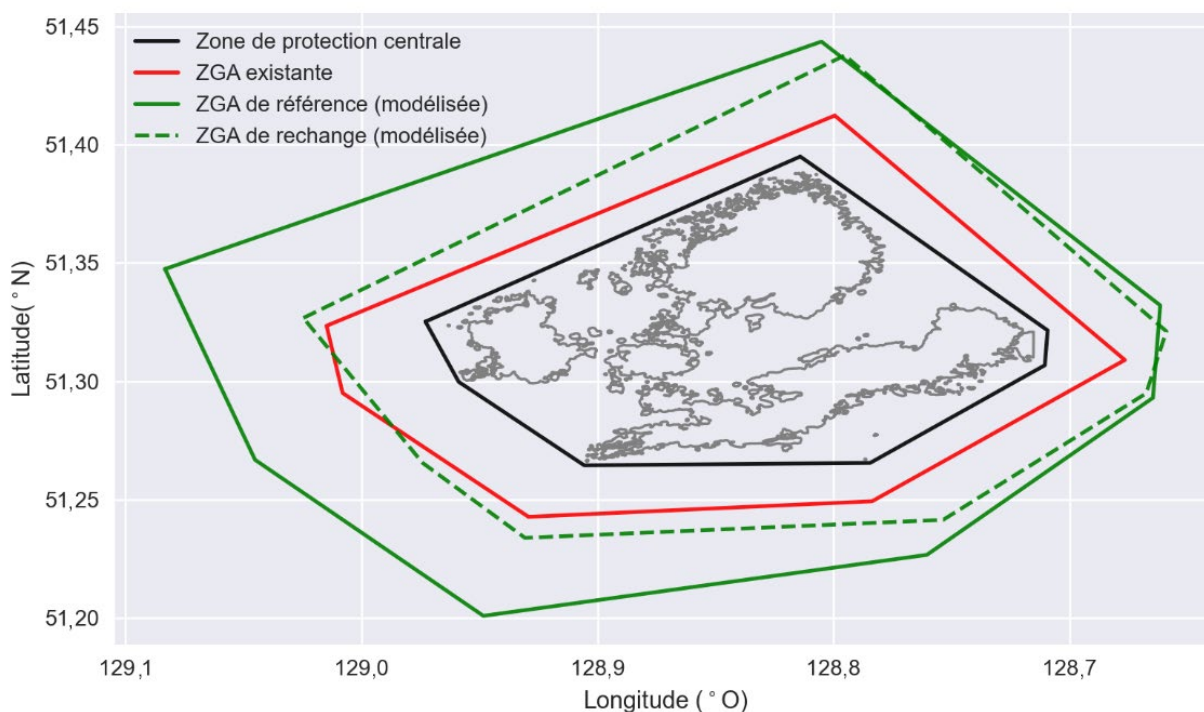 51,45
51,40
51,35
51,30
51,25
51,20
Latitude(°N)
Zone de protection centrale
ZGA existante
ZGA de référence (modélisée)
ZGA de rechange (modélisée)
129,1 129,0 128,9 128,8 128,7
Longitude (°O)